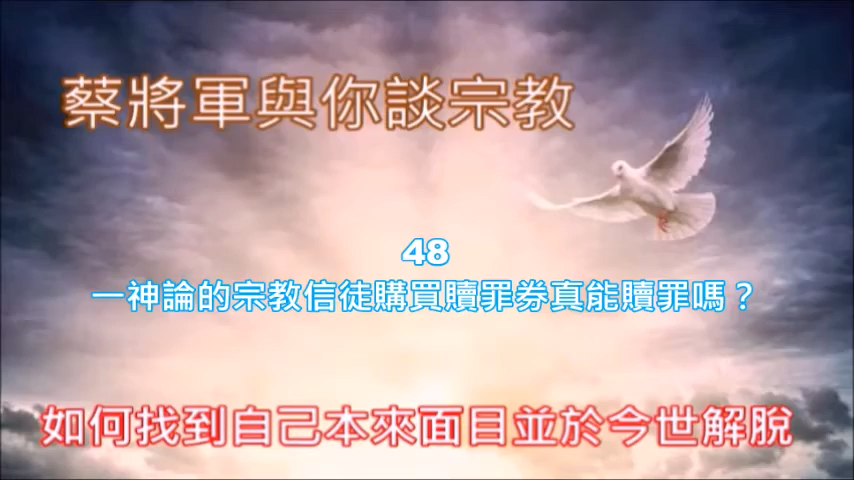 蔡將軍與你談宗教
48
一神論的宗教信徒購買贖罪券真能贖罪嗎？
如何找到自己本來面目並於今世解脫